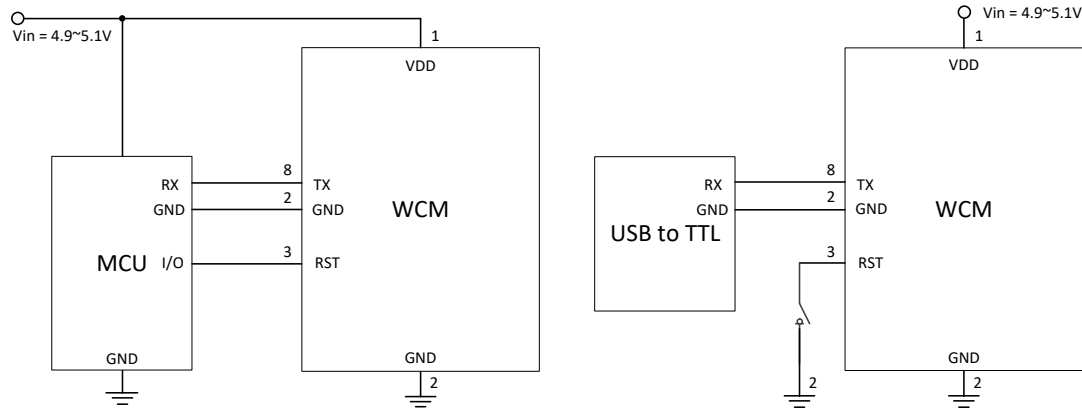 Vin = 4.9~5.1V
1
VDD
RX
8
TX
GND
2
GND
WCM
MCU
I/O
3
RST
GND
GND
2
Vin = 4.9~5.1V
1
VDD
RX
8
TX
GND
2
GND
WCM
USB to TTL
3
RST
2
GND
2